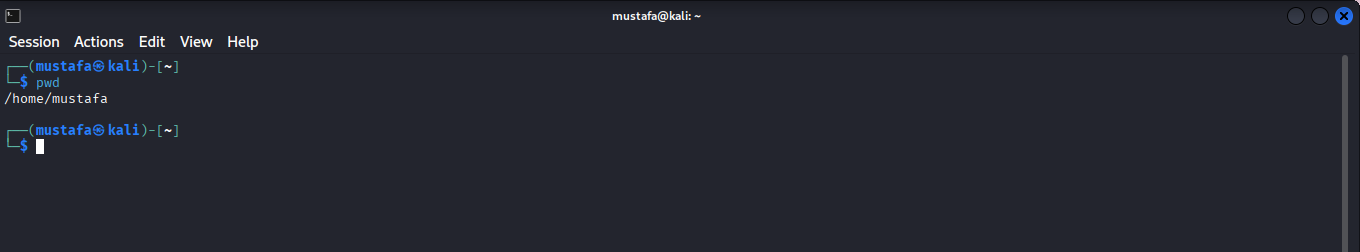 mustafa@kali: ~
Session Actions Edit View Help
┌──(mustafa㉿kali)-[~]
└─$ pwd
/home/mustafa
┌──(mustafa㉿kali)-[~]
└─$